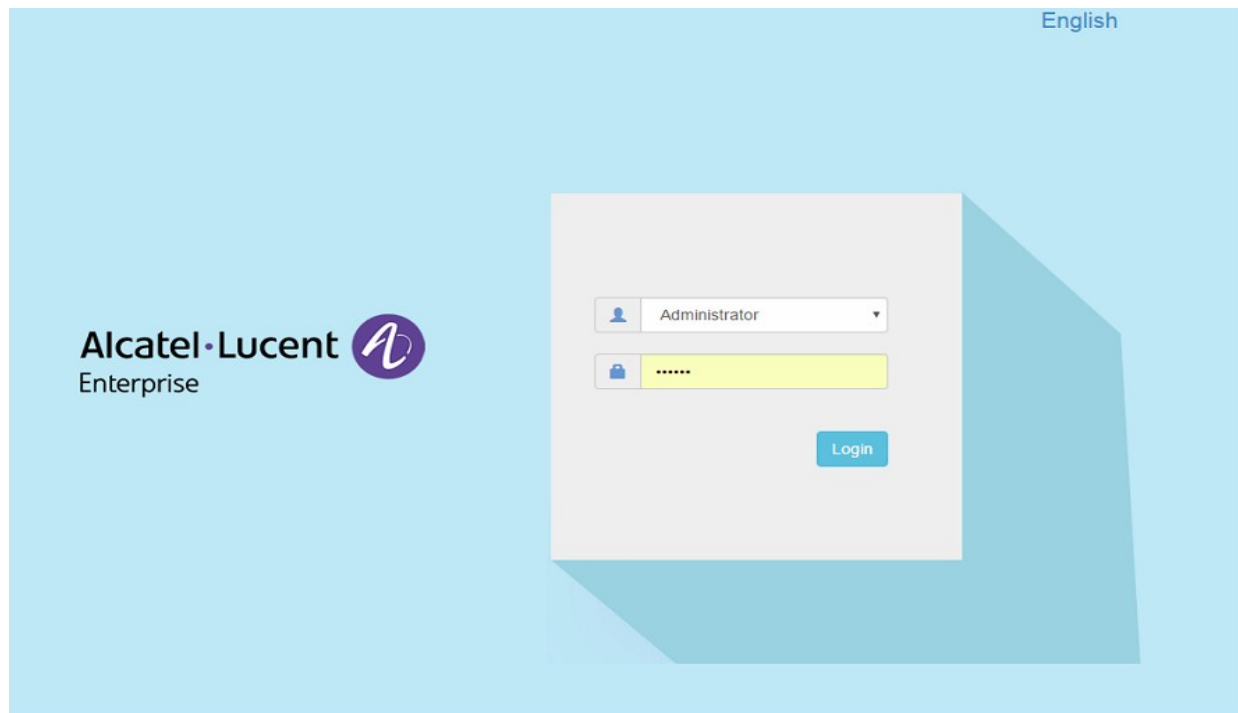 English
Alcatel·Lucent
Enterprise
Administrator
••••••
Login